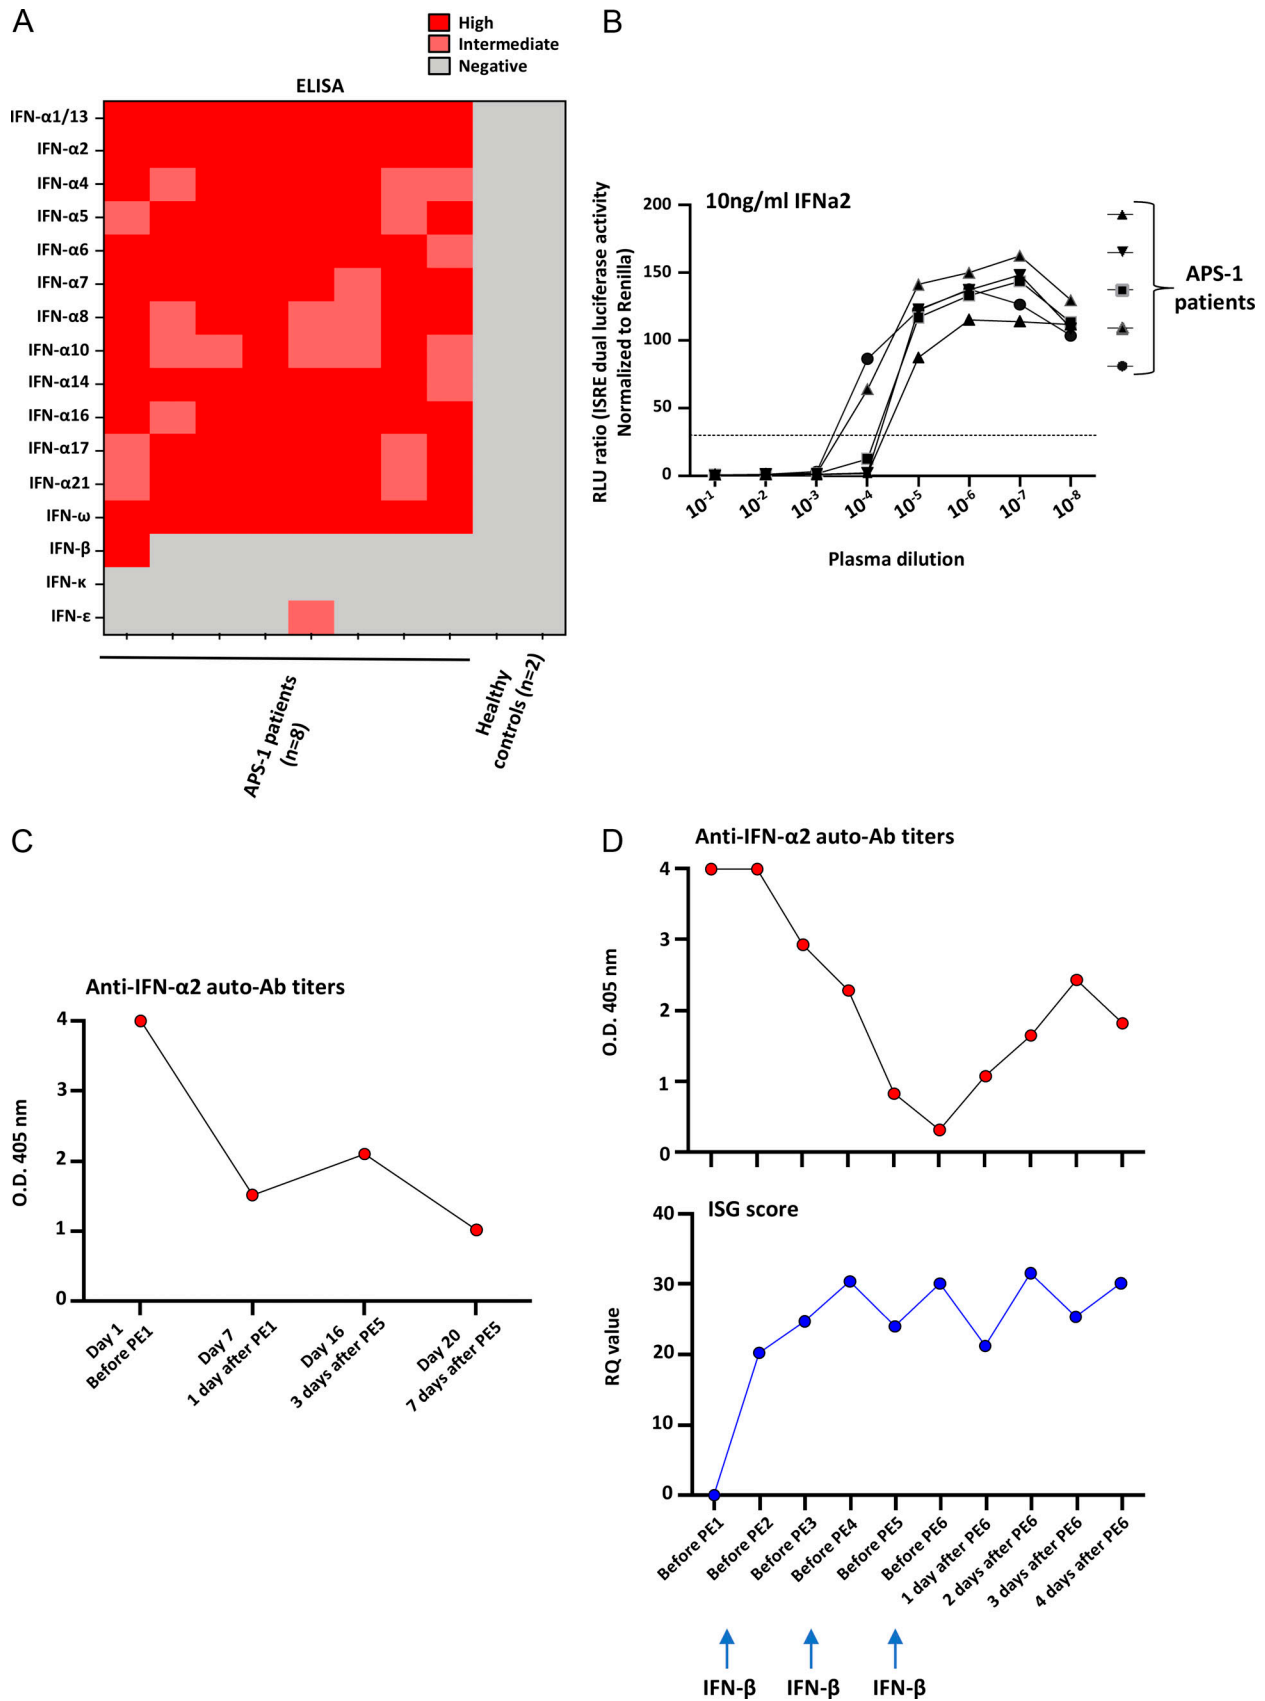 A
High
Intermediate
Negative
ELISA
IFN-α1/13
IFN-α2
IFN-α4
IFN-α5
IFN-α6
IFN-α7
IFN-α8
IFN-α10
IFN-α14
IFN-α16
IFN-α17
IFN-α21
IFN-ω
IFN-β
IFN-κ
IFN-ε
APS-1 patients
(n=8)
Healthy
controls (n=2)
B
10ng/ml IFNa2
RLU ratio (ISRE dual luciferase activity
Normalized to Renilla)
200
150
100
50
0
10-1
10-2
10-3
10-4
10-5
10-6
10-7
10-8
Plasma dilution
APS-1
patients
C
Anti-IFN-α2 auto-Ab titers
O.D. 405 nm
4
3
2
1
0
Day 1
Before PE1
Day 7
1 day after PE1
Day 16
3 days after PE5
Day 20
7 days after PE5
D
Anti-IFN-α2 auto-Ab titers
O.D. 405 nm
4
3
2
1
0
ISG score
RQ value
40
30
20
10
0
Before PE1
Before PE2
Before PE3
Before PE4
Before PE5
Before PE6
1 day after PE6
2 days after PE6
3 days after PE6
4 days after PE6
IFN-β
IFN-β
IFN-β